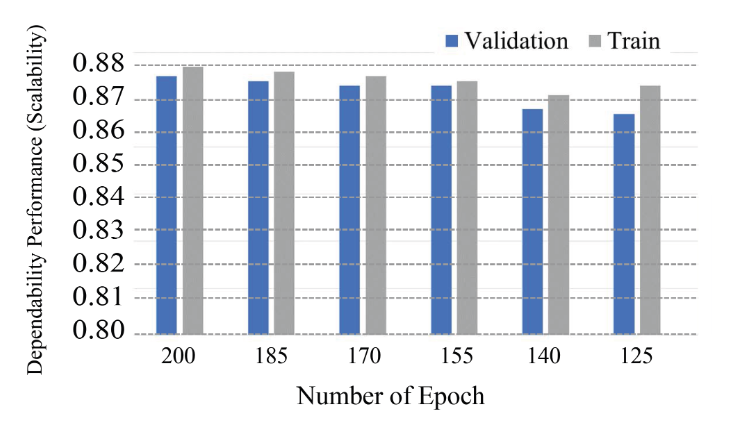 Validation Train
Dependability Performance (Scalability)
0.88
0.87
0.86
0.85
0.84
0.83
0.82
0.81
0.80
200 185 170 155 140 125
Number of Epoch